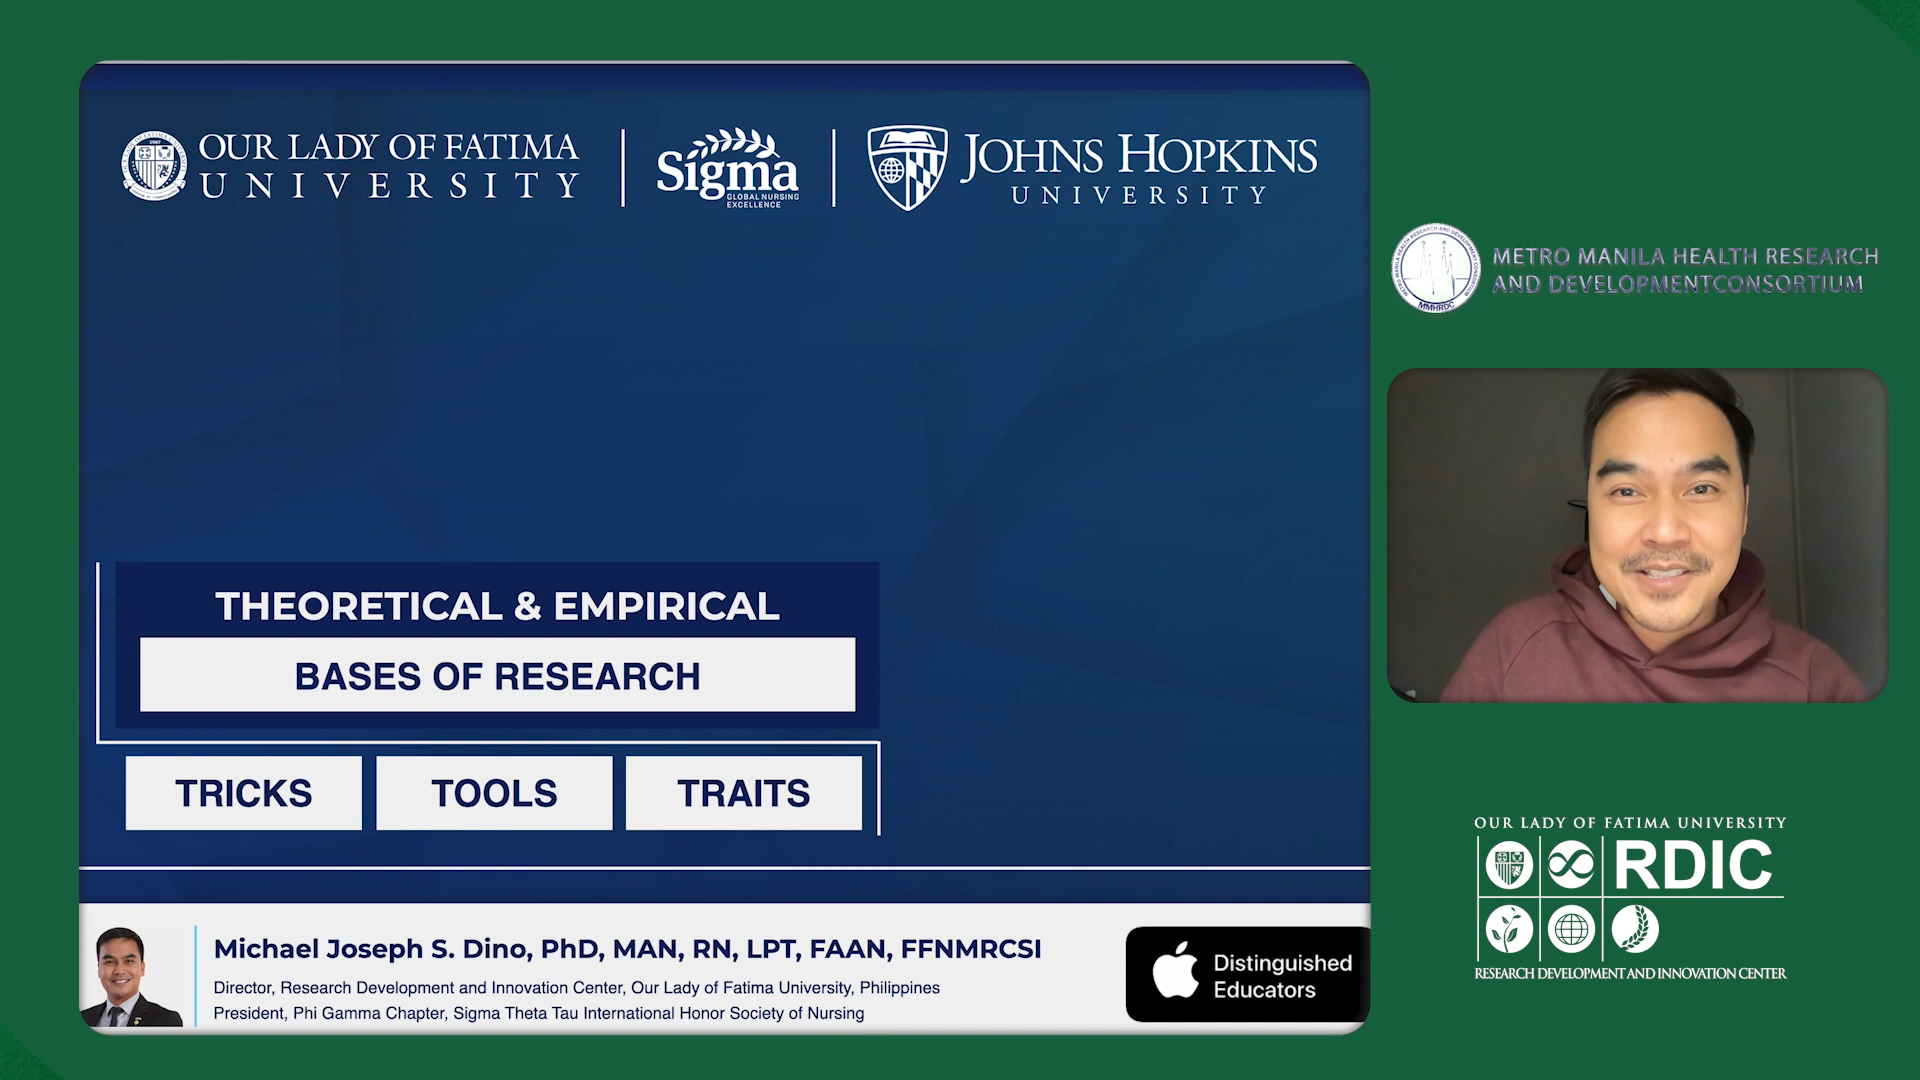 OUR LADY OF FATIMA
UNIVERSITY
Sigma
GLOBAL NURSING
EXCELLENCE
JOHNS HOPKINS
UNIVERSITY
METRO MANILA HEALTH RESEARCH
AND DEVELOPMENTCONSORTIUM
MMHRDC
THEORETICAL & EMPIRICAL
BASES OF RESEARCH
TRICKS
TOOLS
TRAITS
Michael Joseph S. Dino, PhD, MAN, RN, LPT, FAAN, FFNMRCSI
Director, Research Development and Innovation Center, Our Lady of Fatima University, Philippines
President, Phi Gamma Chapter, Sigma Theta Tau International Honor Society of Nursing
Distinguished
Educators
OUR LADY OF FATIMA UNIVERSITY
RDIC
RESEARCH DEVELOPMENT AND INNOVATION CENTER